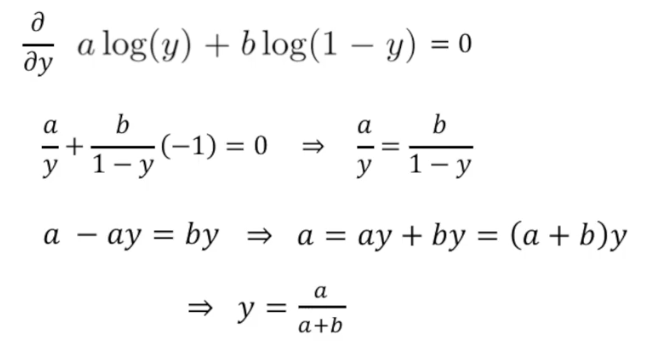 ∂/∂y a log(y) + b log(1 − y) = 0
a/y + b/(1 − y) (−1) = 0 ⇒ a/y = b/(1 − y)
a − ay = by ⇒ a = ay + by = (a + b)y
⇒ y = a/(a+b)